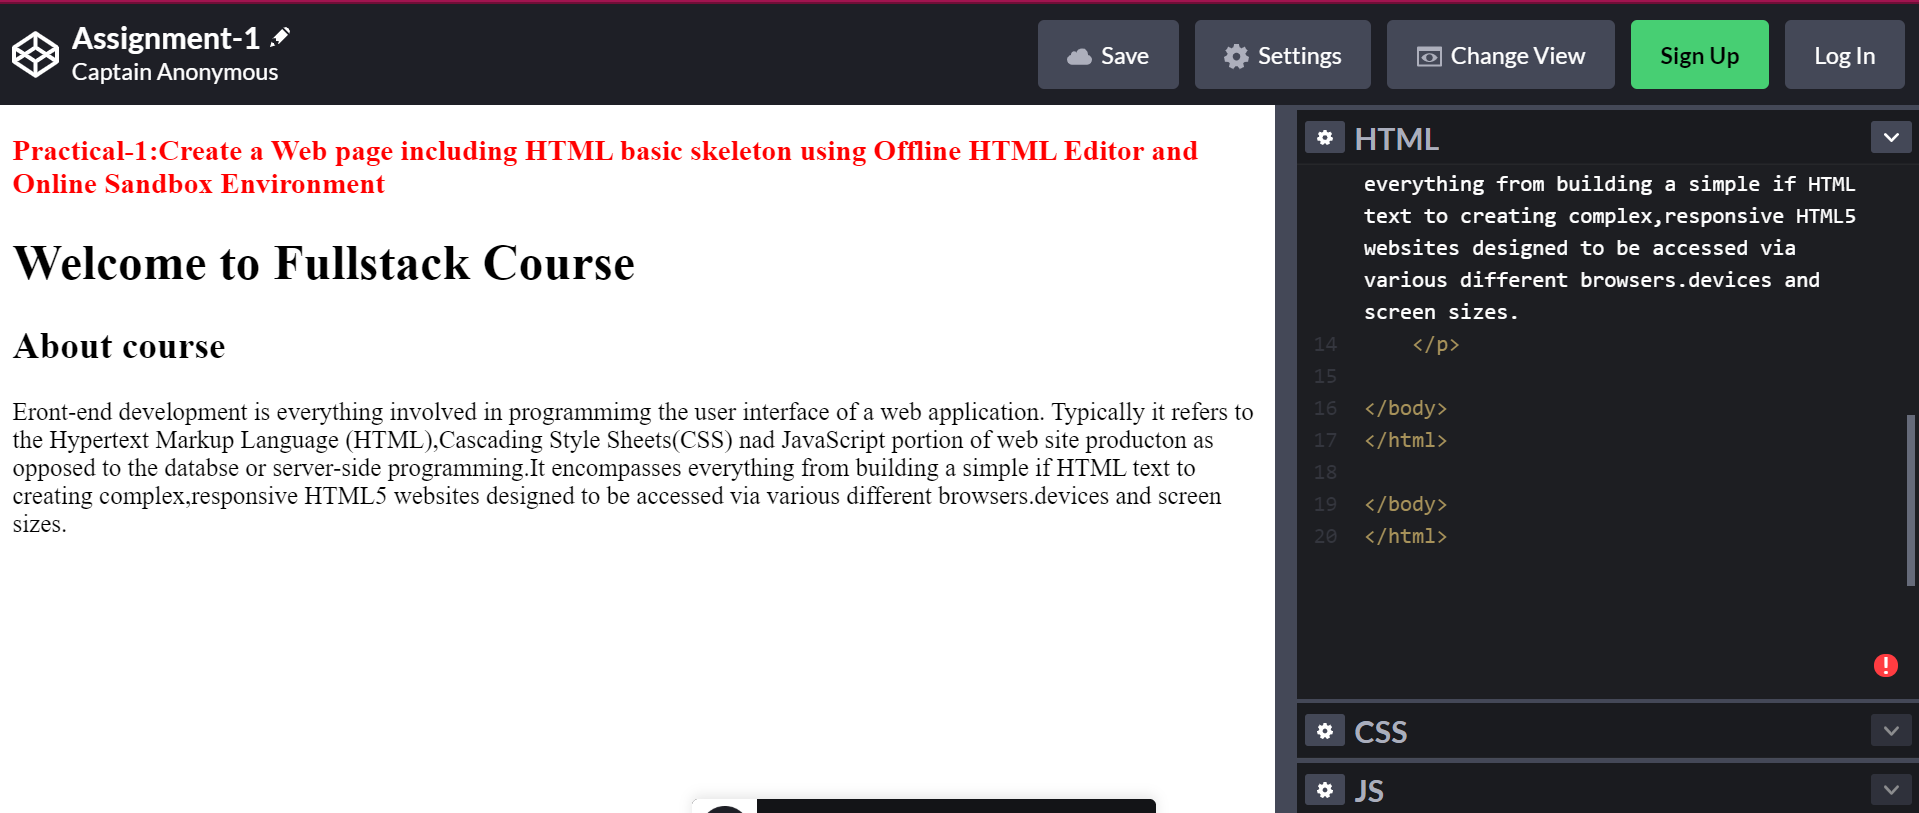 Assignment-1
Captain Anonymous
Save
Settings
Change View
Sign Up
Log In
Practical-1:Create a Web page including HTML basic skeleton using Offline HTML Editor and
Online Sandbox Environment
Welcome to Fullstack Course
About course
Eront-end development is everything involved in programmimg the user interface of a web application. Typically it refers to
the Hypertext Markup Language (HTML),Cascading Style Sheets(CSS) nad JavaScript portion of web site producton as
opposed to the databse or server-side programming.It encompasses everything from building a simple if HTML text to
creating complex,responsive HTML5 websites designed to be accessed via various different browsers.devices and screen
sizes.
HTML
everything from building a simple if HTML
text to creating complex,responsive HTML5
websites designed to be accessed via
various different browsers.devices and
screen sizes.
14 </p>
15
16 </body>
17 </html>
18
19 </body>
20 </html>
CSS
JS